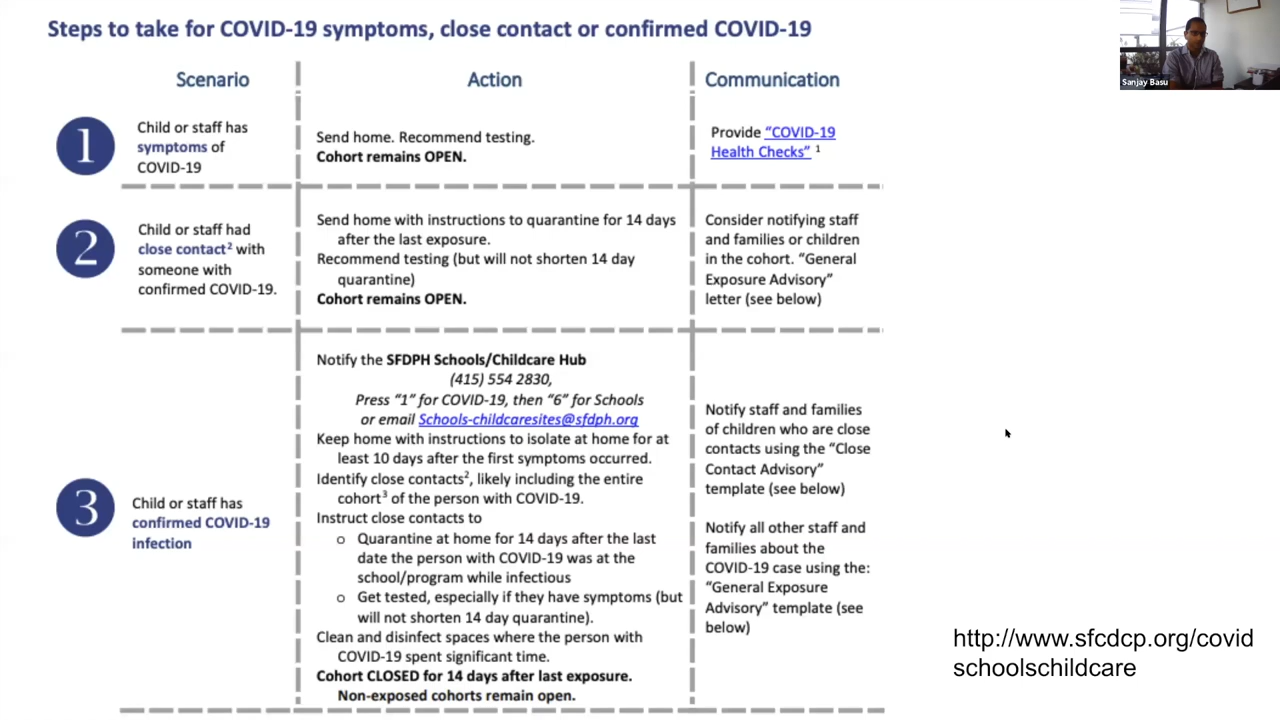 Steps to take for COVID-19 symptoms, close contact or confirmed COVID-19
Sanjay Basu
Scenario
Action
Communication
1
Child or staff has
symptoms of
COVID-19
Send home. Recommend testing.
Cohort remains OPEN.
Provide “COVID-19
Health Checks” 1
2
Child or staff had
close contact2 with
someone with
confirmed COVID-19.
Send home with instructions to quarantine for 14 days
after the last exposure.
Recommend testing (but will not shorten 14 day
quarantine)
Cohort remains OPEN.
Consider notifying staff
and families or children
in the cohort. “General
Exposure Advisory”
letter (see below)
3
Child or staff has
confirmed COVID-19
infection
Notify the SFDPH Schools/Childcare Hub
(415) 554 2830,
Press “1” for COVID-19, then “6” for Schools
or email Schools-childcaresites@sfdph.org
Keep home with instructions to isolate at home for at
least 10 days after the first symptoms occurred.
Identify close contacts2, likely including the entire
cohort3 of the person with COVID-19.
Instruct close contacts to
o Quarantine at home for 14 days after the last
date the person with COVID-19 was at the
school/program while infectious
o Get tested, especially if they have symptoms (but
will not shorten 14 day quarantine).
Clean and disinfect spaces where the person with
COVID-19 spent significant time.
Cohort CLOSED for 14 days after last exposure.
Non-exposed cohorts remain open.
Notify staff and families
of children who are close
contacts using the “Close
Contact Advisory”
template (see below)
Notify all other staff and
families about the
COVID-19 case using the:
“General Exposure
Advisory” template (see
below)
http://www.sfcdcp.org/covid
schoolschildcare